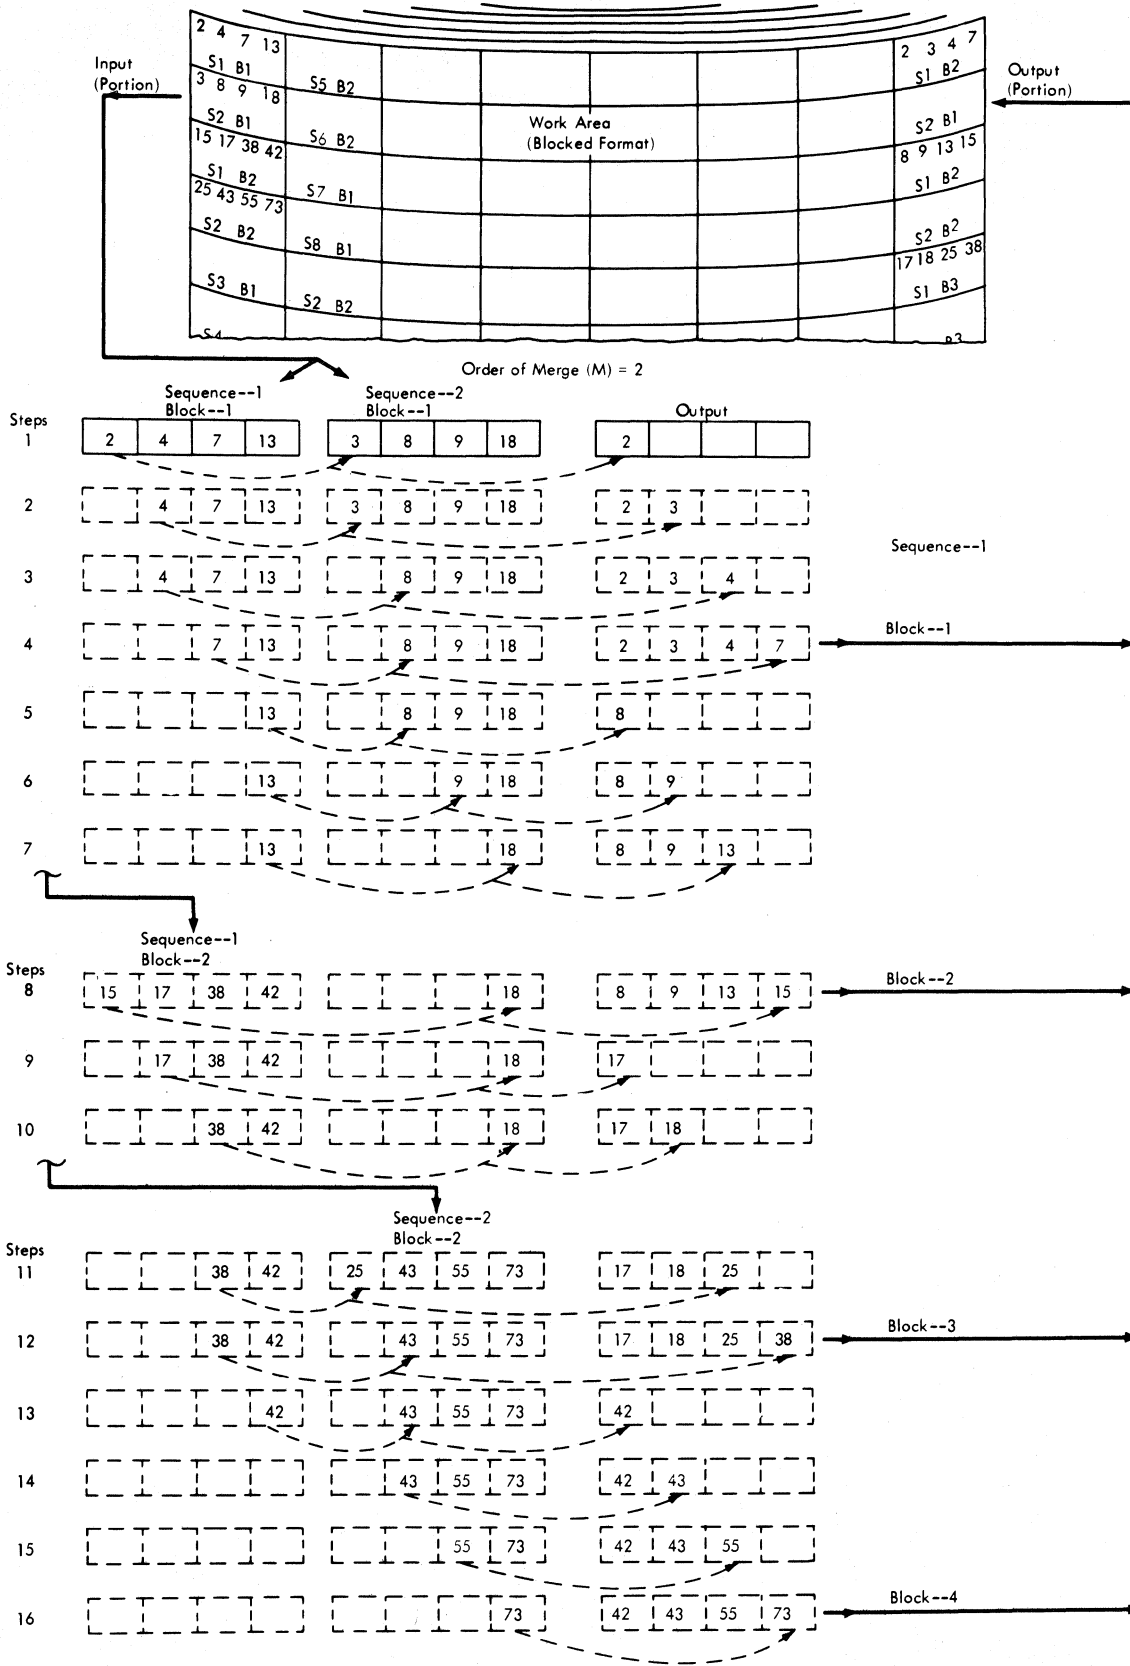 2 4 7 13
S1 B1
3 8 9 18
S2 B1
15 17 38 42
S1 B2
25 43 55 73
S2 B2
S3 B1
S4
S5 B2
S6 B2
S7 B1
S8 B1
S2 B2
Input
(Portion)
Work Area
(Blocked Format)
2 3 4 7
S1 B2
S2 B1
8 9 13 15
S1 B2
S2 B2
17 18 25 38
S1 B3
B3
Output
(Portion)
Order of Merge (M) = 2
Sequence--1
Block--1
Sequence--2
Block--1
Output
Steps
1 2 4 7 13 3 8 9 18 2
2 4 7 13 3 8 9 18 2 3
Sequence--1
3 4 7 13 8 9 18 2 3 4
4 7 13 8 9 18 2 3 4 7 Block--1
5 13 8 9 18 8
6 13 9 18 8 9
7 13 18 8 9 13
Sequence--1
Block--2
Steps
8 15 17 38 42 18 8 9 13 15 Block--2
9 17 38 42 18 17
10 38 42 18 17 18
Sequence--2
Block--2
Steps
11 38 42 25 43 55 73 17 18 25
12 38 42 43 55 73 17 18 25 38 Block--3
13 42 43 55 73 42
14 43 55 73 42 43
15 55 73 42 43 55
16 73 42 43 55 73 Block--4